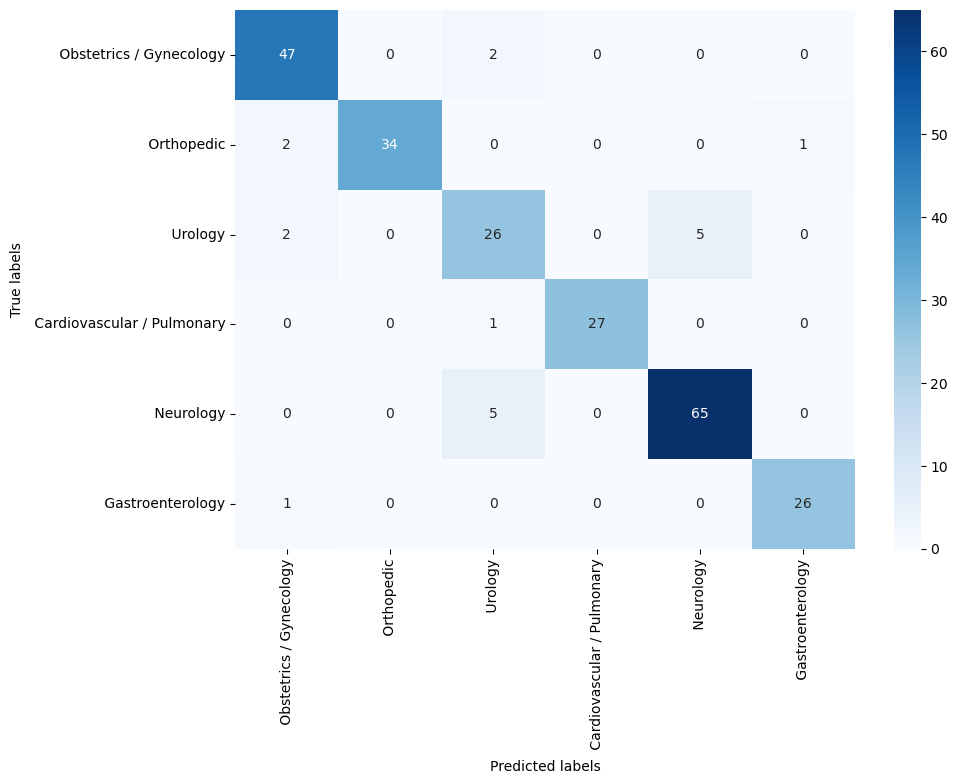 Obstetrics / Gynecology
47 0 2 0 0 0
Orthopedic
2 34 0 0 0 1
Urology
2 0 26 0 5 0
Cardiovascular / Pulmonary
0 0 1 27 0 0
Neurology
0 0 5 0 65 0
Gastroenterology
1 0 0 0 0 26
True labels
Obstetrics / Gynecology
Orthopedic
Urology
Cardiovascular / Pulmonary
Neurology
Gastroenterology
Predicted labels
60
50
40
30
20
10
0